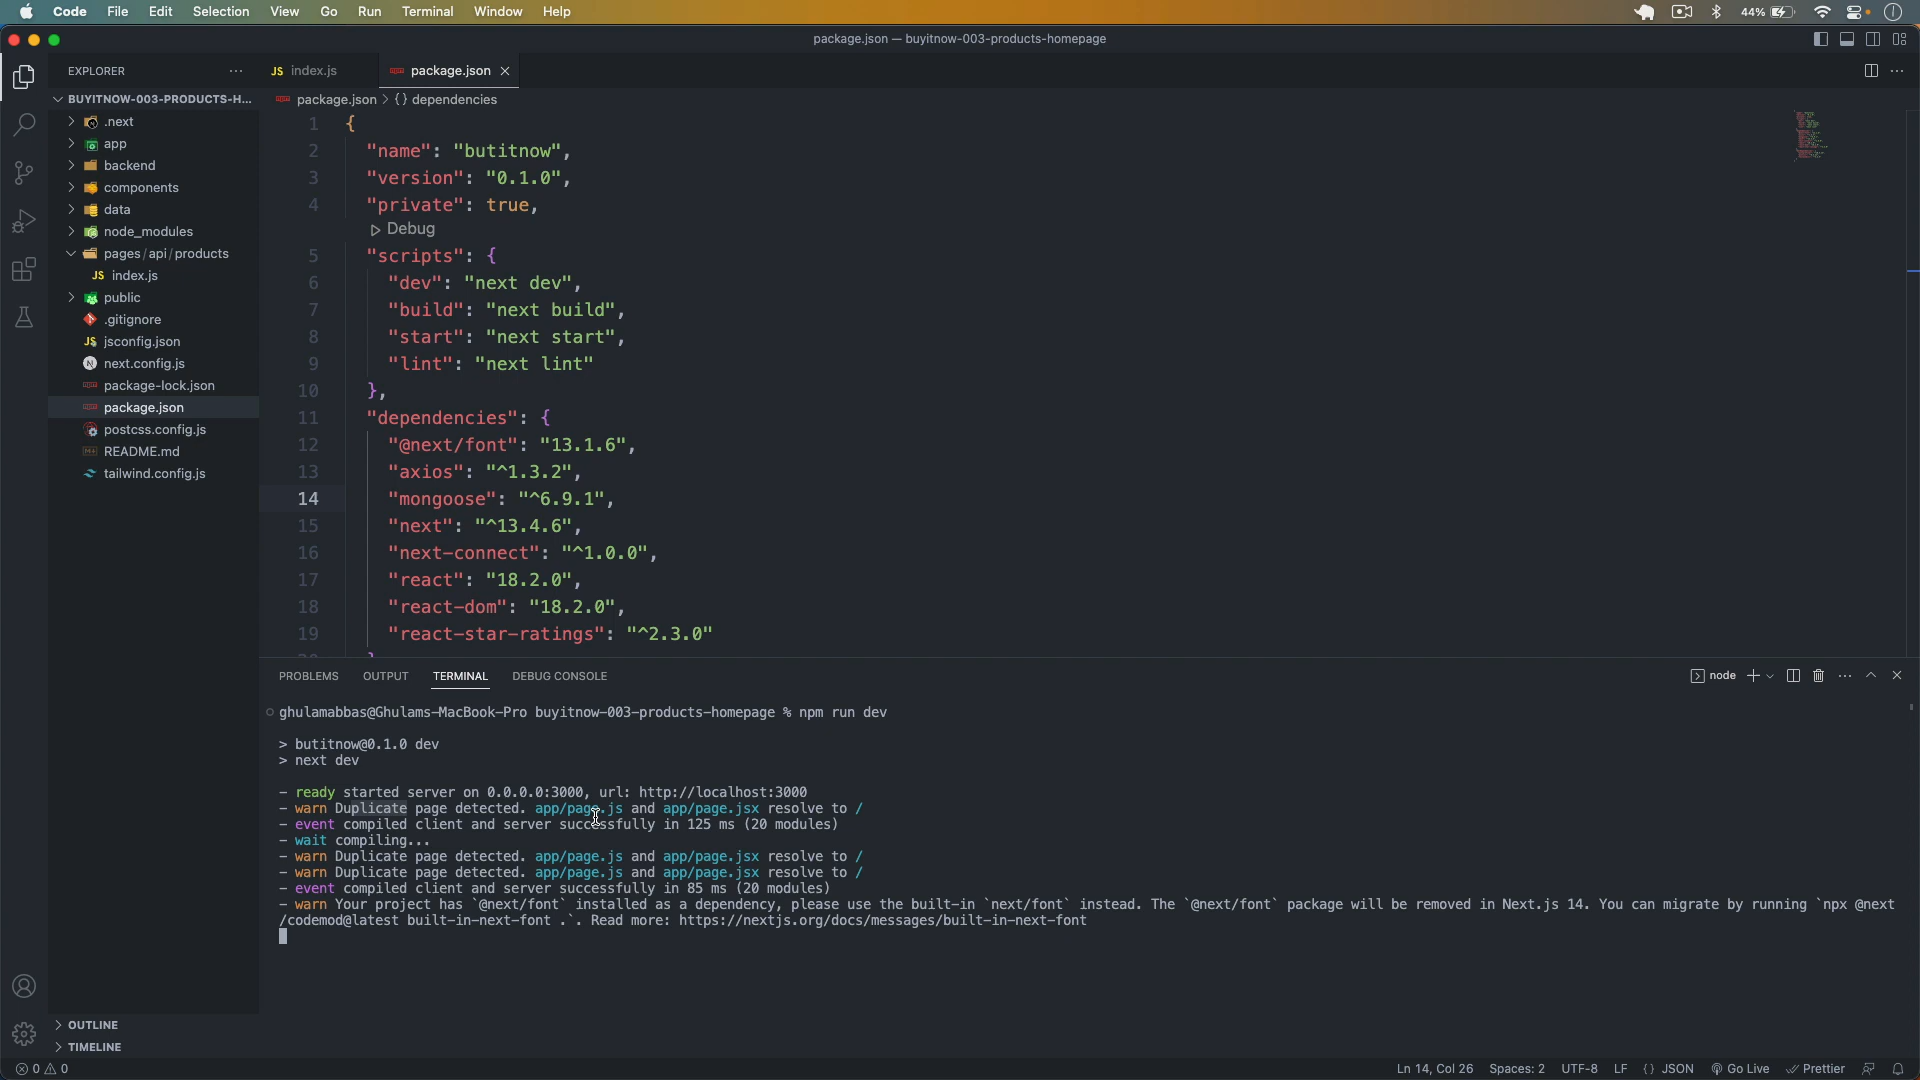 Code File Edit Selection View Go Run Terminal Window Help 44%
package.json — buyitnow-003-products-homepage
EXPLORER
JS index.js
package.json
BUYITNOW-003-PRODUCTS-H...
package.json > {} dependencies
.next
app
backend
components
data
node_modules
pages/api/products
JS index.js
public
.gitignore
JS jsconfig.json
next.config.js
package-lock.json
package.json
postcss.config.js
README.md
tailwind.config.js
1 {
2 "name": "butitnow",
3 "version": "0.1.0",
4 "private": true,
Debug
5 "scripts": {
6 "dev": "next dev",
7 "build": "next build",
8 "start": "next start",
9 "lint": "next lint"
10 },
11 "dependencies": {
12 "@next/font": "13.1.6",
13 "axios": "^1.3.2",
14 "mongoose": "^6.9.1",
15 "next": "^13.4.6",
16 "next-connect": "^1.0.0",
17 "react": "18.2.0",
18 "react-dom": "18.2.0",
19 "react-star-ratings": "^2.3.0"
PROBLEMS OUTPUT TERMINAL DEBUG CONSOLE
node
ghulamabbas@Ghulams-MacBook-Pro buyitnow-003-products-homepage % npm run dev
> butitnow@0.1.0 dev
> next dev
- ready started server on 0.0.0.0:3000, url: http://localhost:3000
- warn Duplicate page detected. app/page.js and app/page.jsx resolve to /
- event compiled client and server successfully in 125 ms (20 modules)
- wait compiling...
- warn Duplicate page detected. app/page.js and app/page.jsx resolve to /
- warn Duplicate page detected. app/page.js and app/page.jsx resolve to /
- event compiled client and server successfully in 85 ms (20 modules)
- warn Your project has `@next/font` installed as a dependency, please use the built-in `next/font` instead. The `@next/font` package will be removed in Next.js 14. You can migrate by running `npx @next
/codemod@latest built-in-next-font .`. Read more: https://nextjs.org/docs/messages/built-in-next-font
OUTLINE
TIMELINE
0 0
Ln 14, Col 26 Spaces: 2 UTF-8 LF {} JSON Go Live Prettier